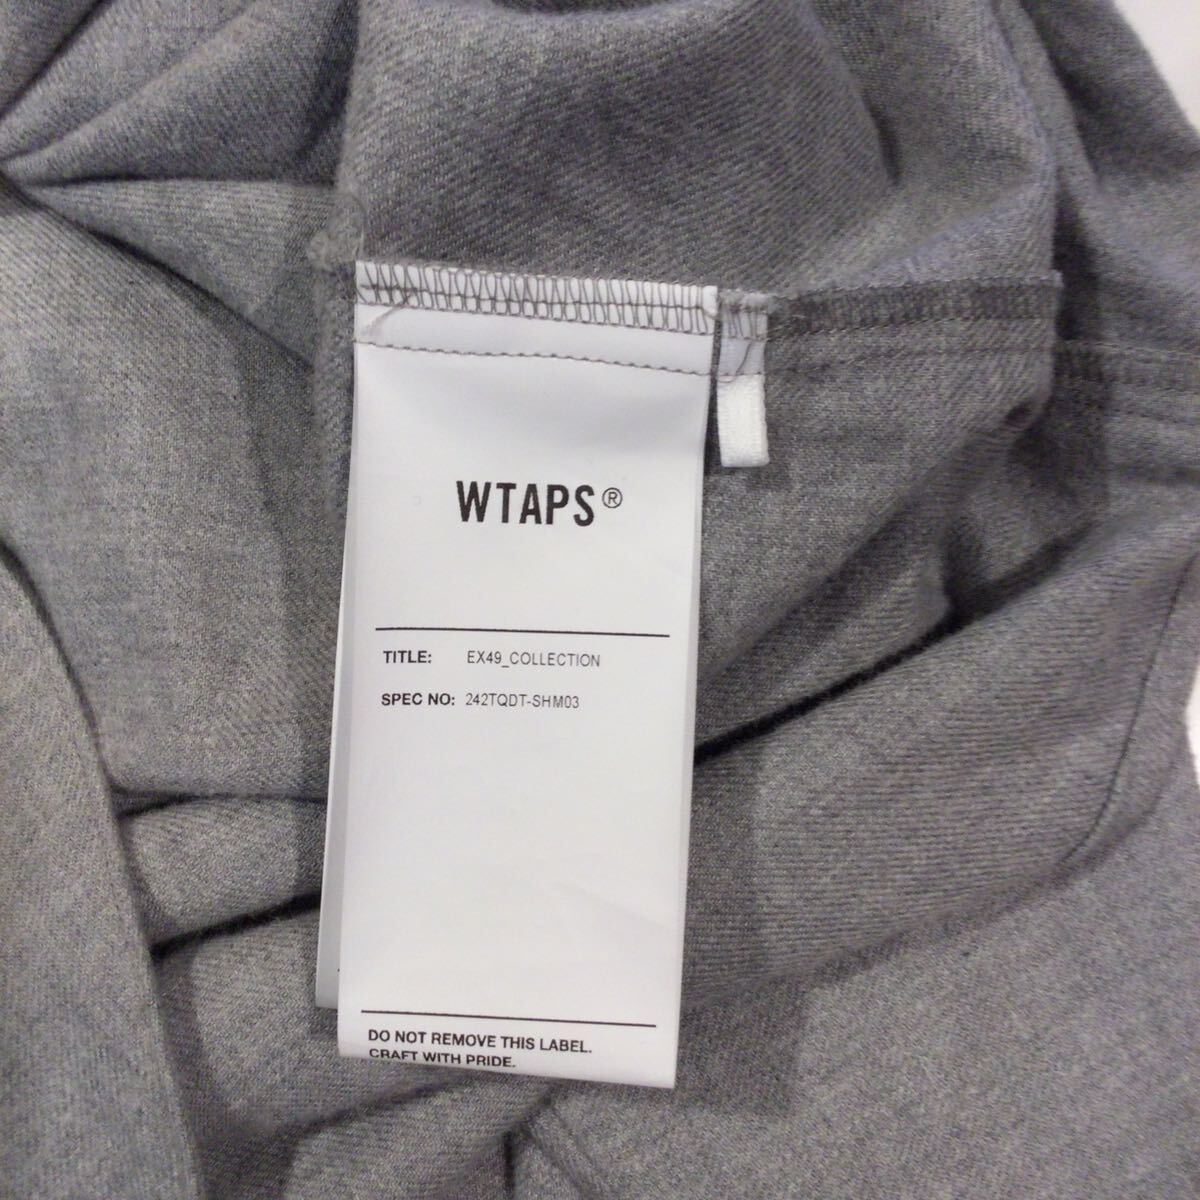 WTAPS®
TITLE: EX49_COLLECTION
SPEC NO: 242TQDT-SHM03
DO NOT REMOVE THIS LABEL.
CRAFT WITH PRIDE.